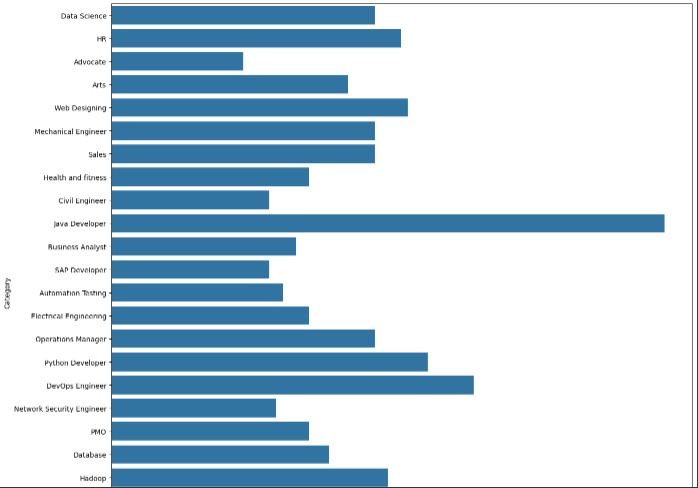 Data Science
HR
Advocate
Arts
Web Designing
Mechanical Engineer
Sales
Health and fitness
Civil Engineer
Java Developer
Business Analyst
SAP Developer
Automation Testing
Electrical Engineering
Operations Manager
Python Developer
DevOps Engineer
Network Security Engineer
PMO
Database
Hadoop
Category